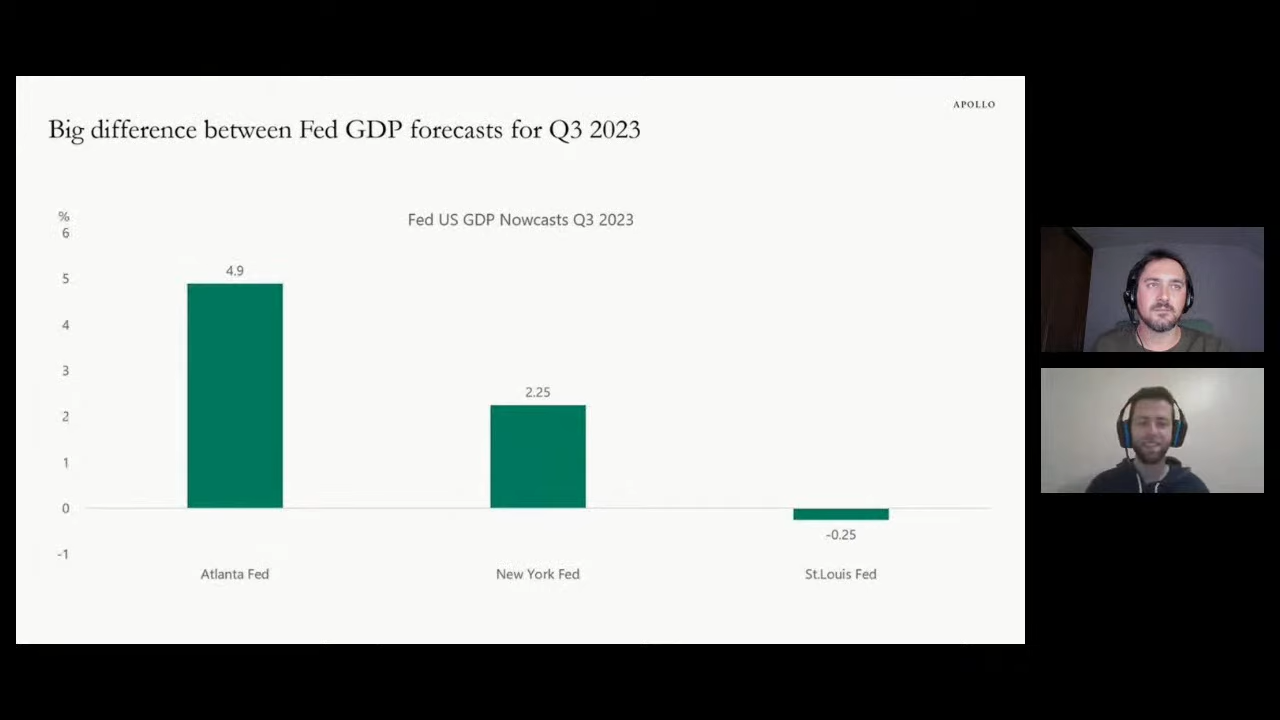 APOLLO
Big difference between Fed GDP forecasts for Q3 2023
Fed US GDP Nowcasts Q3 2023
%
6
5
4
3
2
1
0
-1
4.9
2.25
-0.25
Atlanta Fed
New York Fed
St.Louis Fed